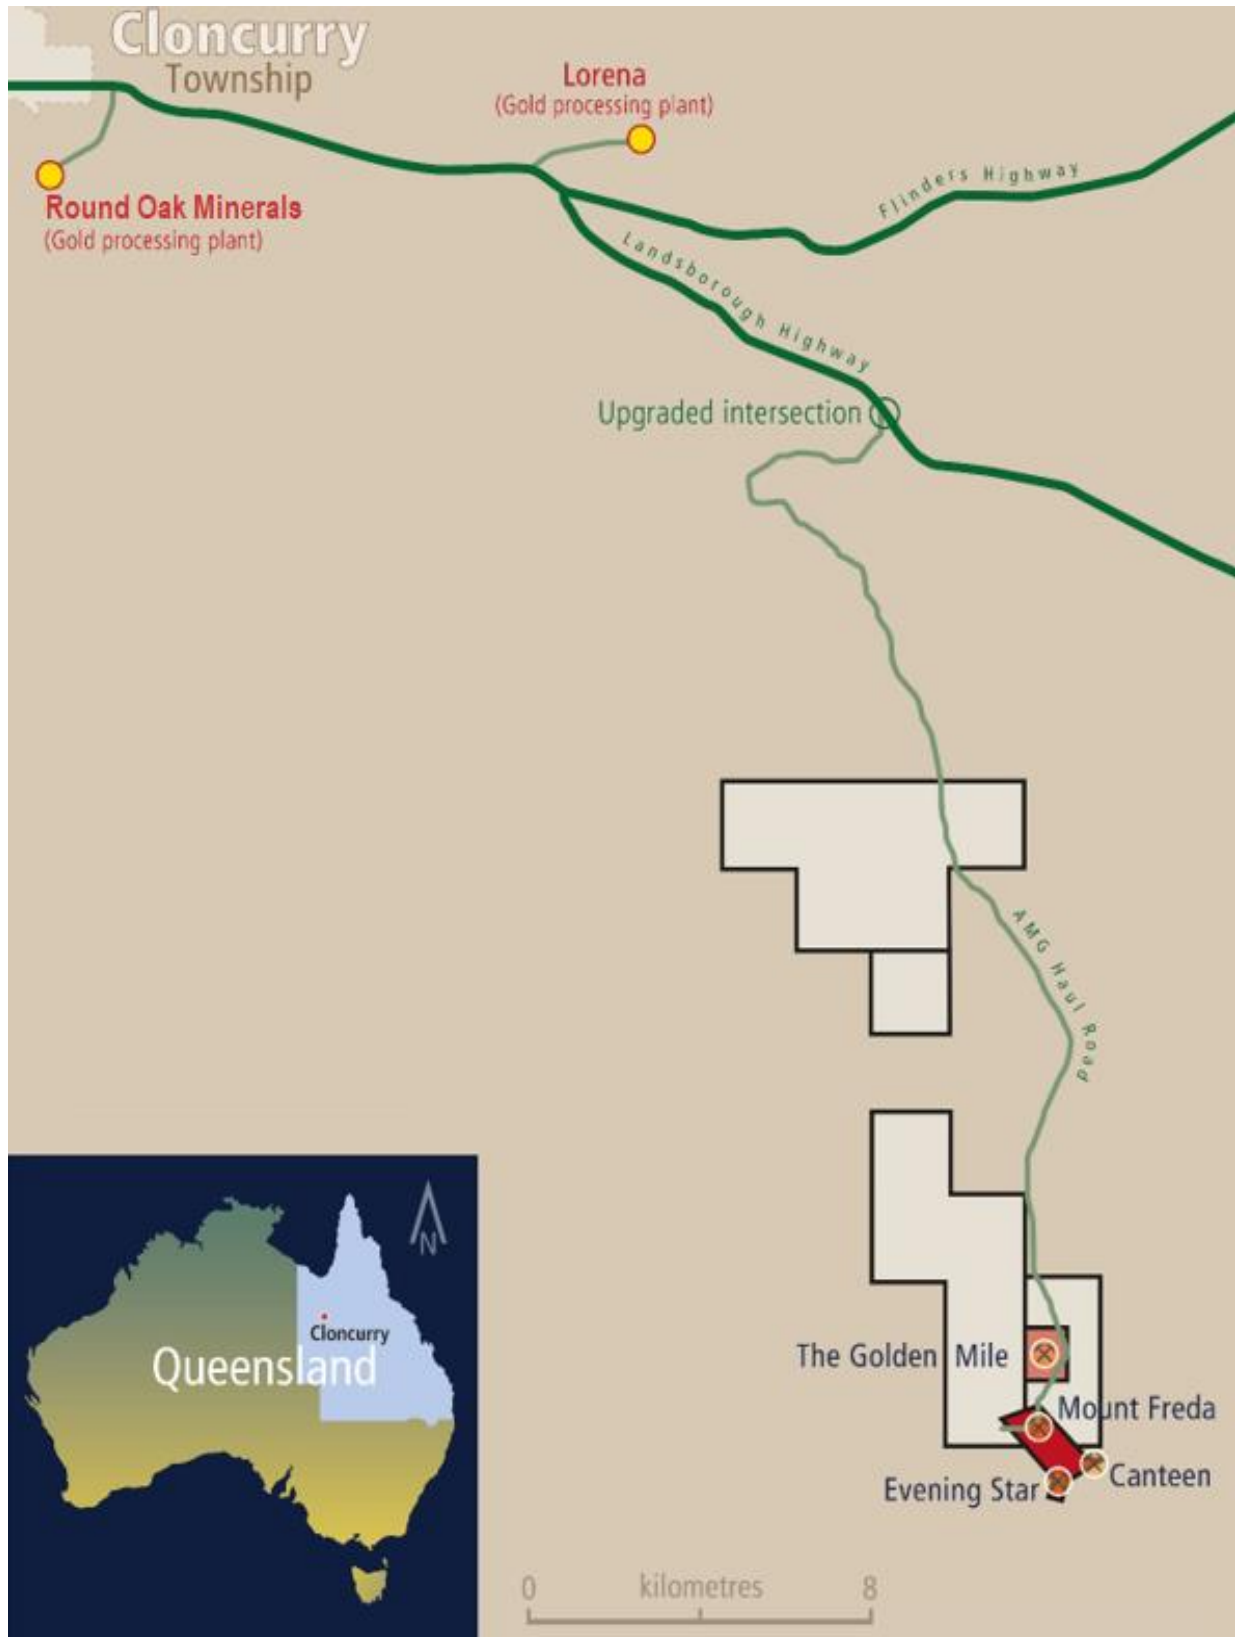 Cloncurry
Township
Lorena
(Gold processing plant)
Flinders Highway
Round Oak Minerals
(Gold processing plant)
Landsborough Highway
Upgraded intersection
AMG Haul Road
N
Cloncurry
Queensland
The Golden Mile
Mount Freda
Canteen
Evening Star
0 kilometres 8